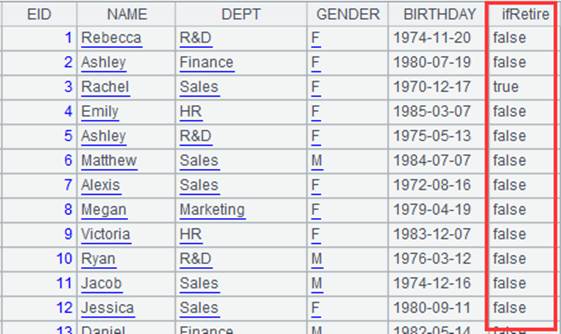 EID NAME DEPT GENDER BIRTHDAY ifRetire
1 Rebecca R&D F 1974-11-20 false
2 Ashley Finance F 1980-07-19 false
3 Rachel Sales F 1970-12-17 true
4 Emily HR F 1985-03-07 false
5 Ashley R&D F 1975-05-13 false
6 Matthew Sales M 1984-07-07 false
7 Alexis Sales F 1972-08-16 false
8 Megan Marketing F 1979-04-19 false
9 Victoria HR F 1983-12-07 false
10 Ryan R&D M 1976-03-12 false
11 Jacob Sales M 1974-12-16 false
12 Jessica Sales F 1980-09-11 false
13 Daniel Finance M 1982-05-14 false